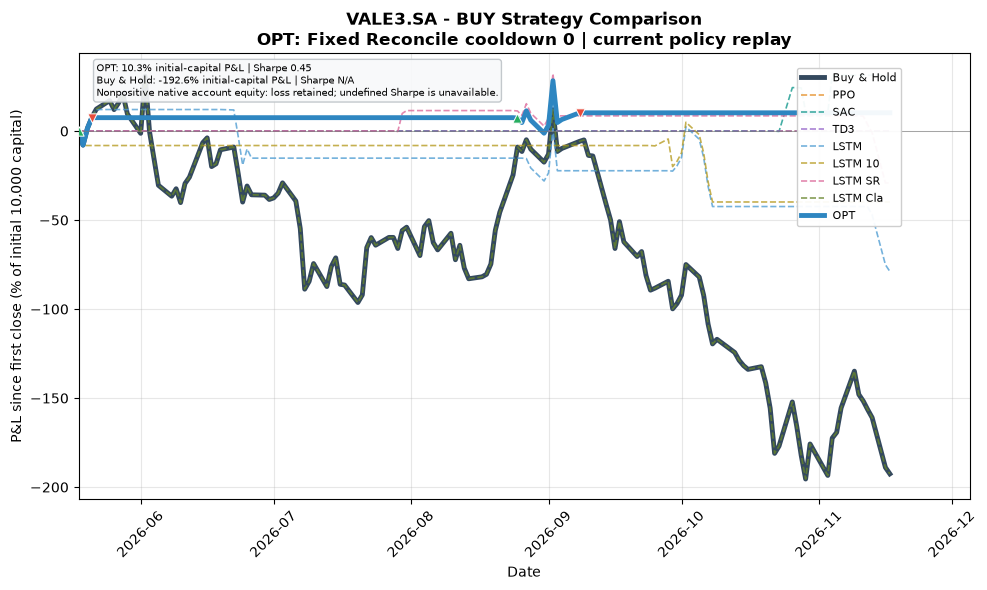 VALE3.SA - BUY Strategy Comparison
OPT: Fixed Reconcile cooldown 0 | current policy replay
OPT: 10.3% initial-capital P&L | Sharpe 0.45
Buy & Hold: -192.6% initial-capital P&L | Sharpe N/A
Nonpositive native account equity: loss retained; undefined Sharpe is unavailable.
Buy & Hold
PPO
SAC
TD3
LSTM
LSTM 10
LSTM SR
LSTM Cla
OPT
P&L since first close (% of initial 10,000 capital)
0
−50
−100
−150
−200
2026-06
2026-07
2026-08
2026-09
2026-10
2026-11
2026-12
Date